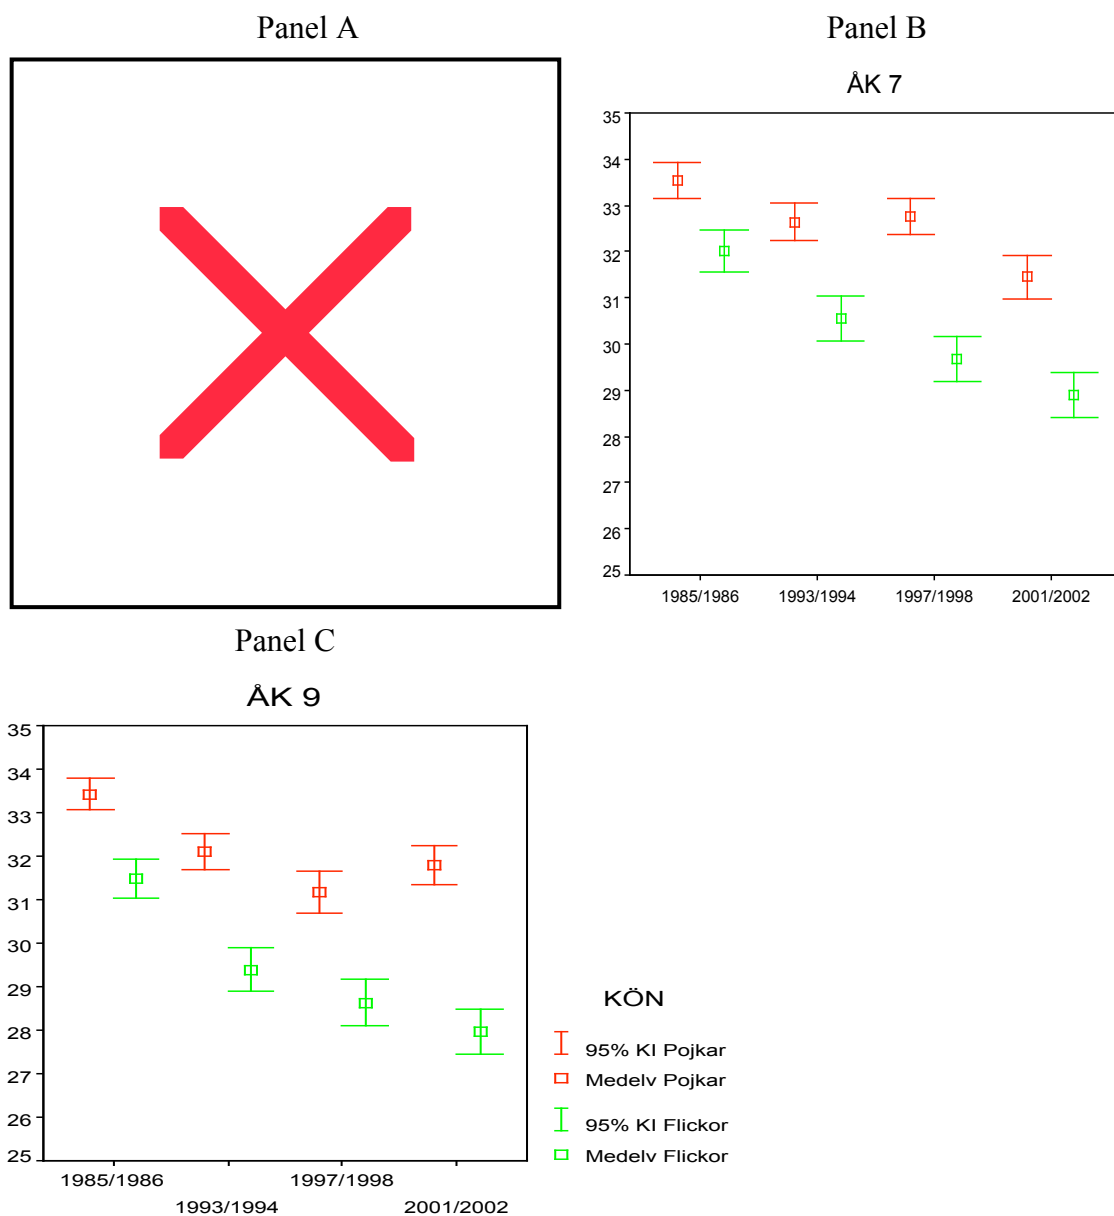 Panel A
Panel B
ÅK 7
35
34
33
32
31
30
29
28
27
26
25
1985/1986 1993/1994 1997/1998 2001/2002
Panel C
ÅK 9
35
34
33
32
31
30
29
28
27
26
25
1985/1986 1997/1998
1993/1994 2001/2002
KÖN
95% KI Pojkar
Medelv Pojkar
95% KI Flickor
Medelv Flickor